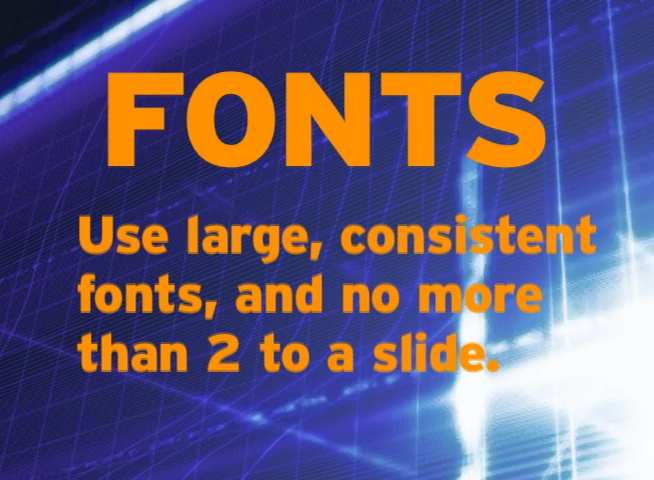 FONTS
Use large, consistent
fonts, and no more
than 2 to a slide.